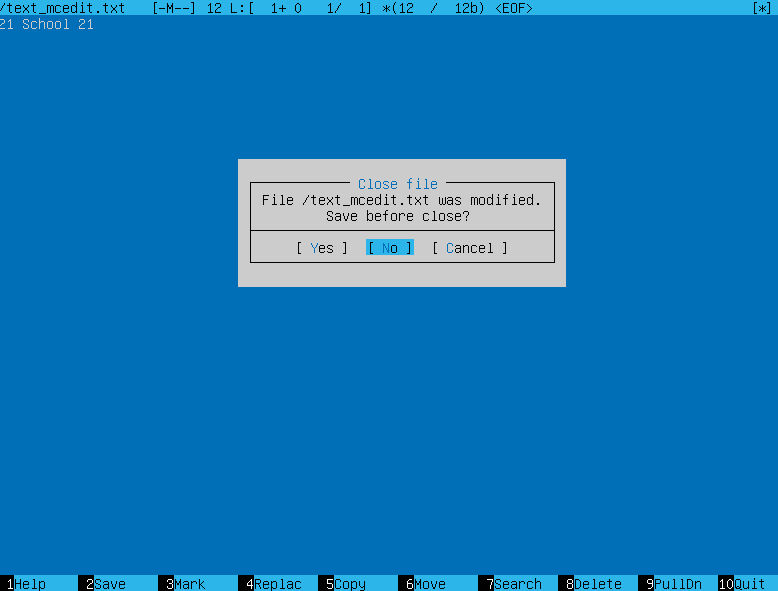 /text_mcedit.txt   [-M--] 12 L:[  1+ 0   1/  1] *(12  /  12b) <EOF>                            [*]
21 School 21
Close file
File /text_mcedit.txt was modified.
Save before close?
[ Yes ]  [ No ]  [ Cancel ]
1Help  2Save  3Mark  4Replac  5Copy  6Move  7Search  8Delete  9PullDn  10Quit